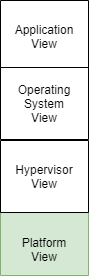 Application
View
Operating
System
View
Hypervisor
View
Platform
View